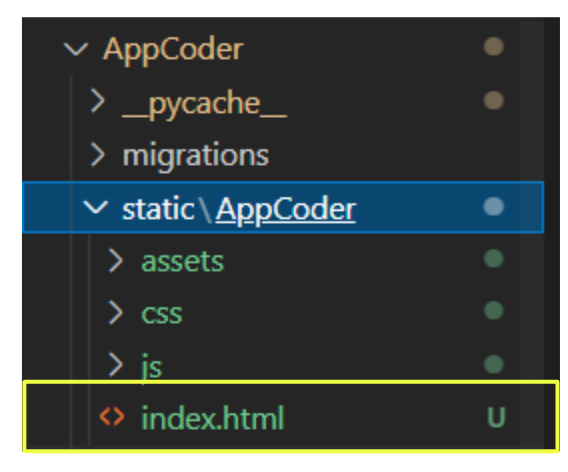 AppCoder
__pycache__
migrations
static\AppCoder
assets
css
js
index.html U